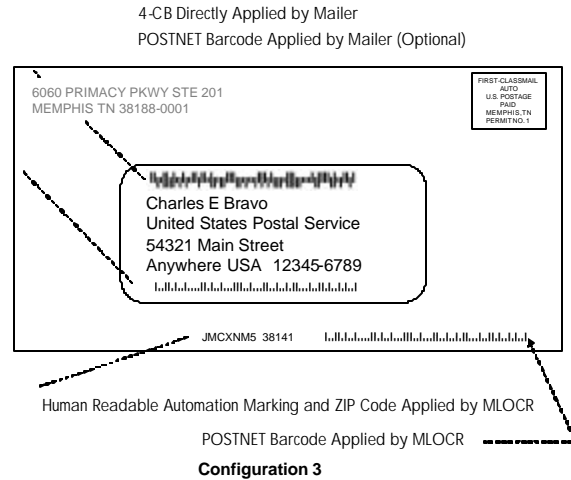 4-CB Directly Applied by Mailer
POSTNET Barcode Applied by Mailer (Optional)
6060 PRIMACY PKWY STE 201
MEMPHIS TN 38188-0001
FIRST-CLASSMAIL
AUTO
U.S. POSTAGE
PAID
MEMPHIS,TN
PERMITNO. 1
Charles E Bravo
United States Postal Service
54321 Main Street
Anywhere USA 12345-6789
JMCXNM5 38141
Human Readable Automation Marking and ZIP Code Applied by MLOCR
POSTNET Barcode Applied by MLOCR
Configuration 3